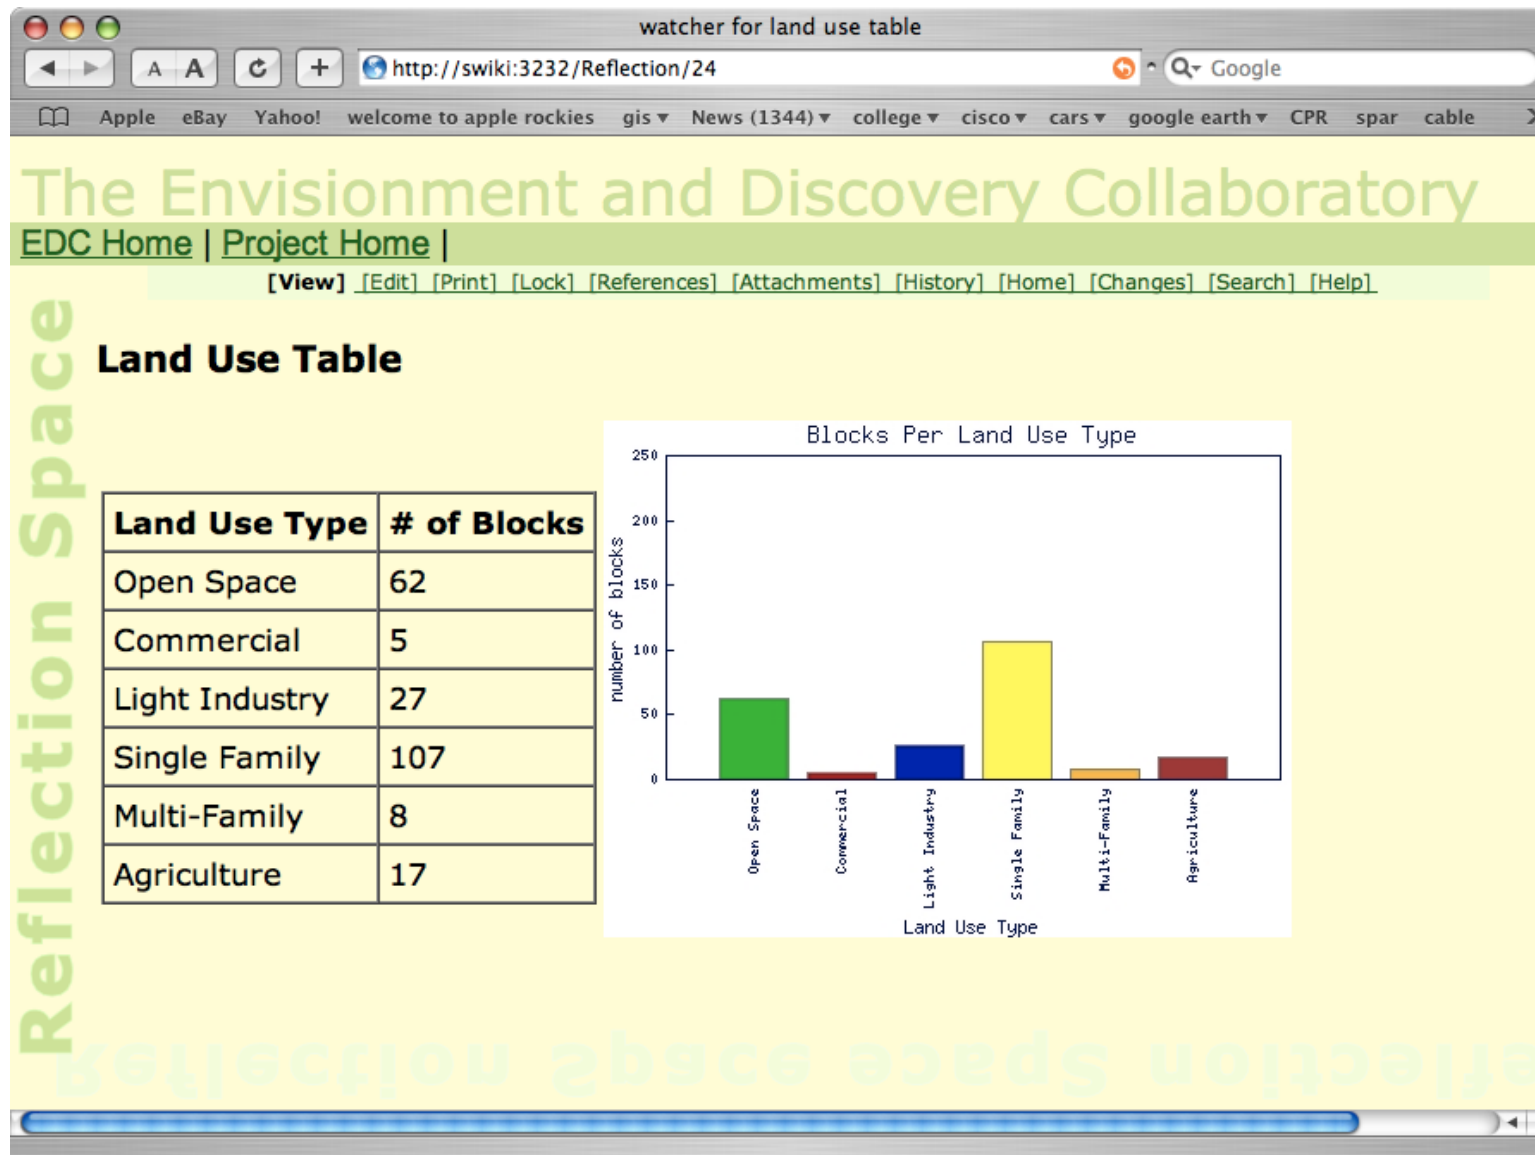 watcher for land use table
A A + http://swiki:3232/Reflection/24 Google
Apple eBay Yahoo! welcome to apple rockies gis News (1344) college cisco cars google earth CPR spar cable
The Envisionment and Discovery Collaboratory
EDC Home | Project Home |
[View] [Edit] [Print] [Lock] [References] [Attachments] [History] [Home] [Changes] [Search] [Help]
Reflection Space
Land Use Table
Land Use Type # of Blocks
Open Space 62
Commercial 5
Light Industry 27
Single Family 107
Multi-Family 8
Agriculture 17
Blocks Per Land Use Type
number of blocks
250
200
150
100
50
0
Open Space
Commercial
Light Industry
Single Family
Multi-Family
Agriculture
Land Use Type
Reflection Space